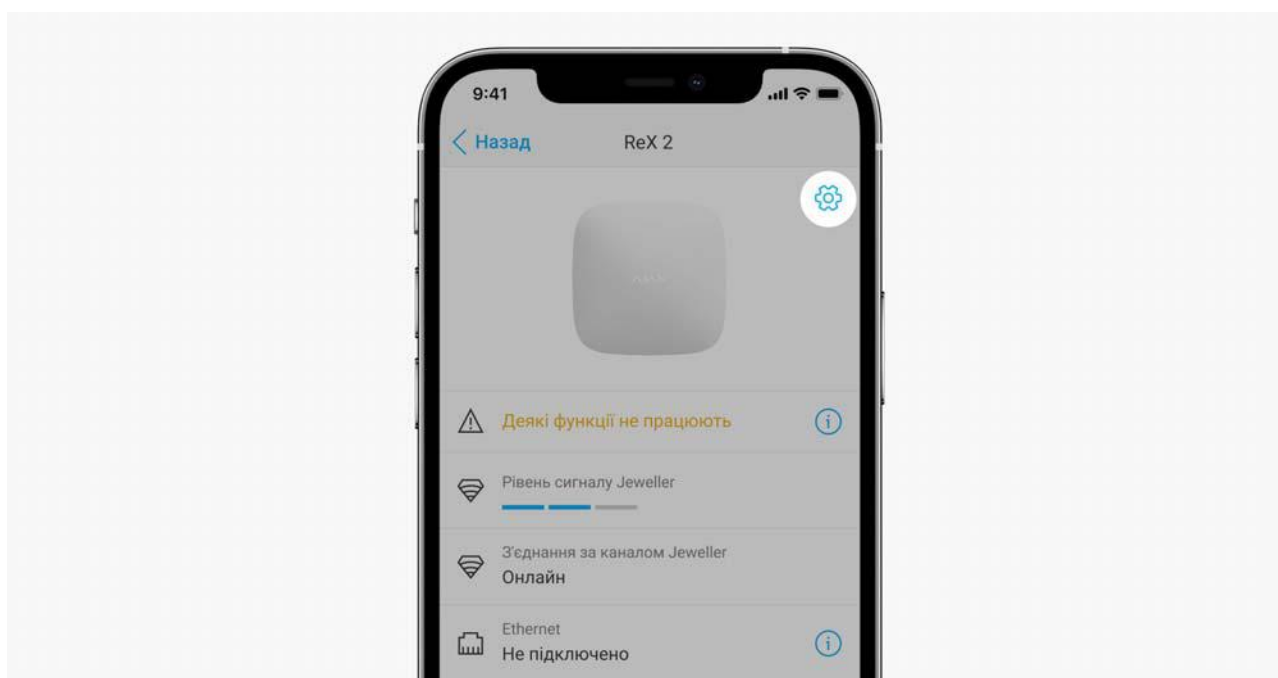 9:41
Назад
ReX 2
AJAX
Деякі функції не працюють
Рівень сигналу Jeweller
З'єднання за каналом Jeweller
Онлайн
Ethernet
Не підключено